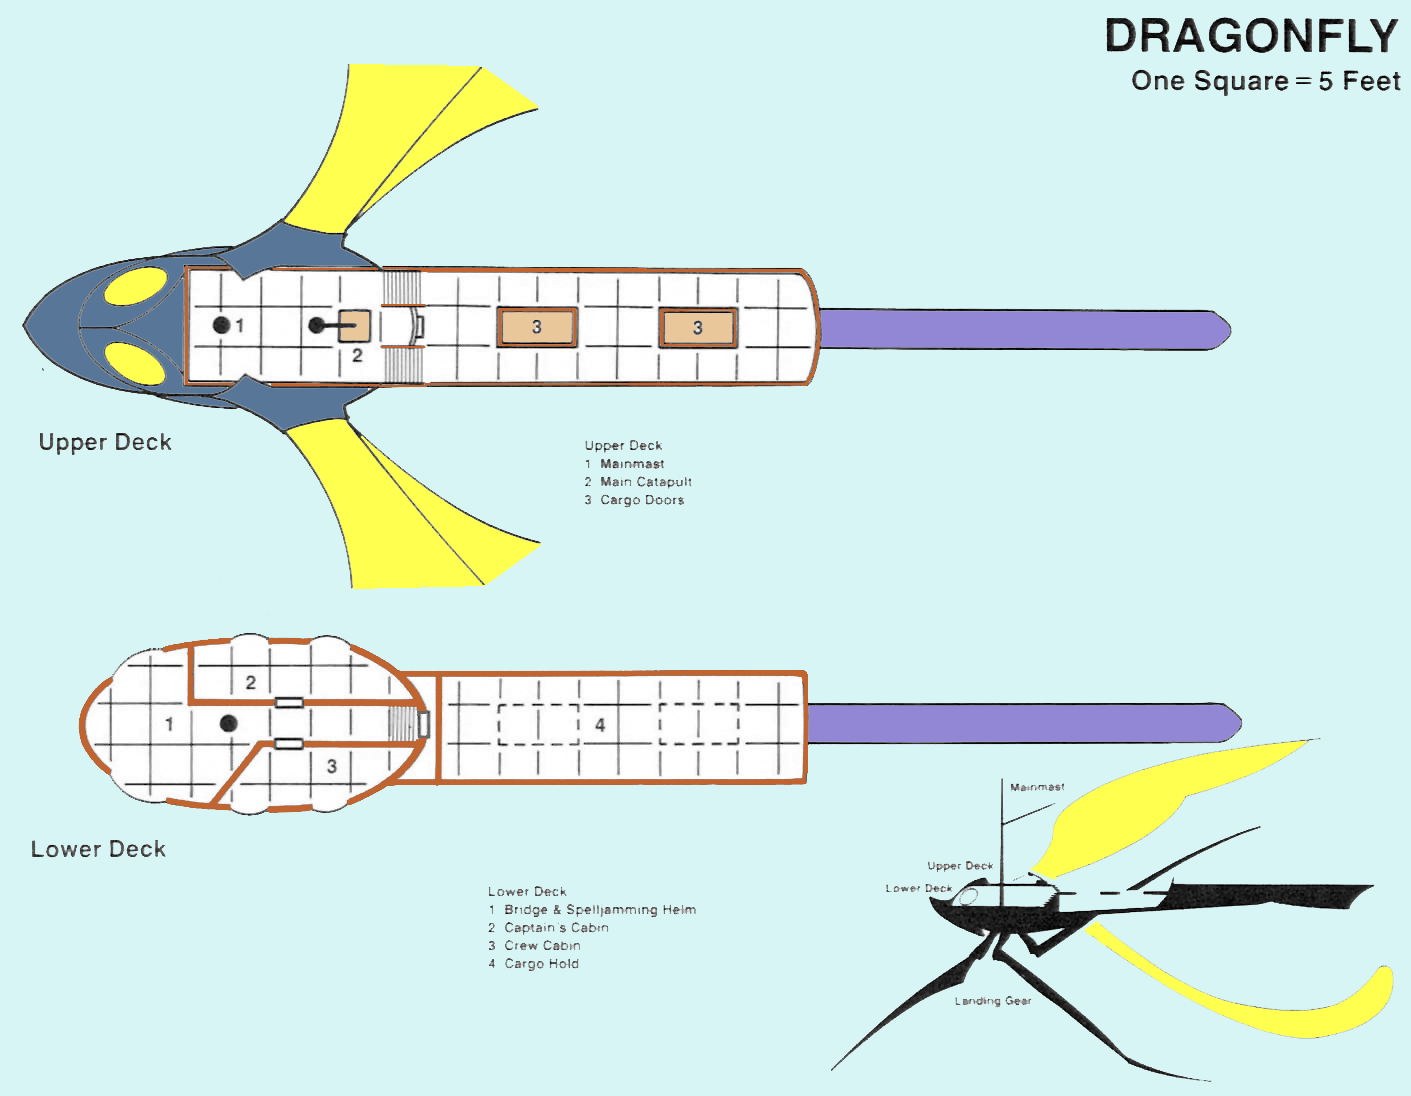 DRAGONFLY
One Square = 5 Feet
1
2
3
3
Upper Deck
Upper Deck
1 Mainmast
2 Main Catapult
3 Cargo Doors
2
1
4
3
Lower Deck
Mainmast
Upper Deck
Lower Deck
Landing Gear
Lower Deck
1 Bridge & Spelljamming Helm
2 Captain's Cabin
3 Crew Cabin
4 Cargo Hold